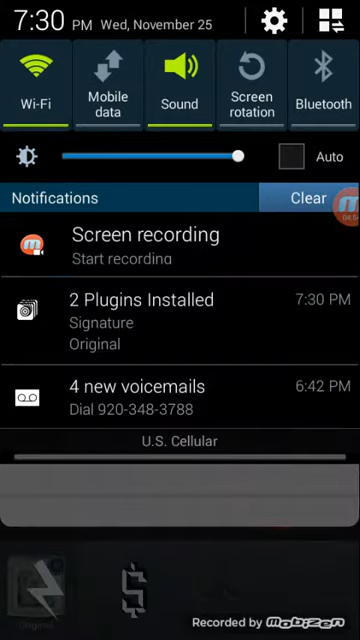 7:30 PM Wed, November 25
Wi-Fi
Mobile data
Sound
Screen rotation
Bluetooth
Auto
Notifications
Clear
Screen recording
Start recording
2 Plugins Installed 7:30 PM
Signature
Original
4 new voicemails 6:42 PM
Dial 920-348-3788
U.S. Cellular
Original
Recorded by Mobizen